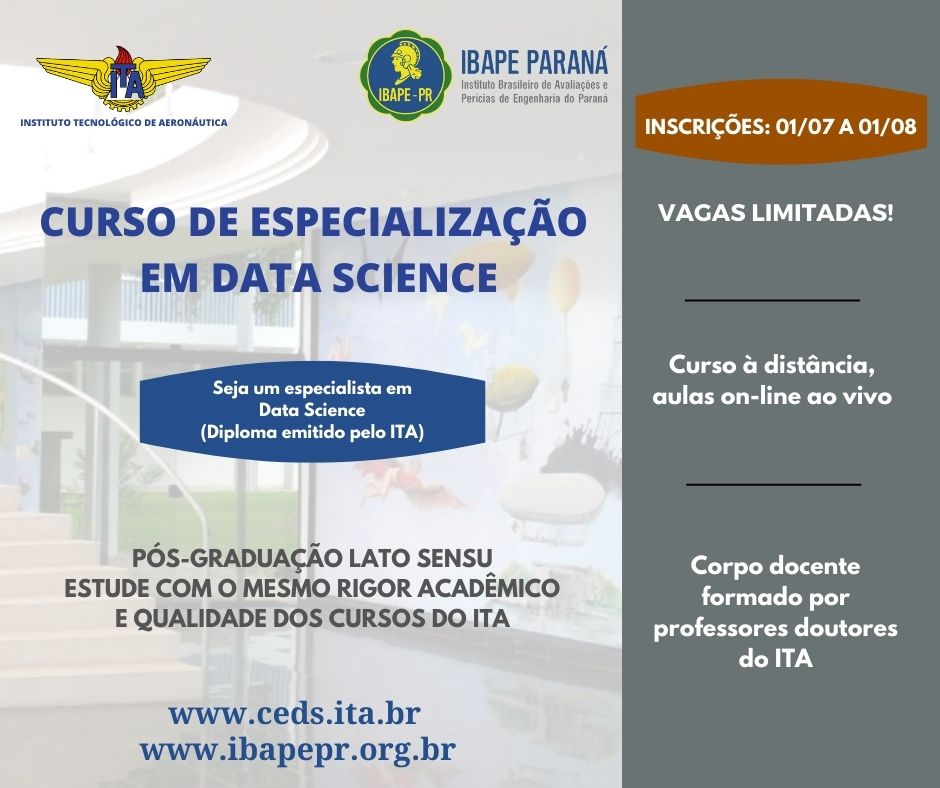 ITA
INSTITUTO TECNOLÓGICO DE AERONÁUTICA
IBAPE-PR
IBAPE PARANÁ
Instituto Brasileiro de Avaliações e
Perícias de Engenharia do Paraná
CURSO DE ESPECIALIZAÇÃO
EM DATA SCIENCE
Seja um especialista em
Data Science
(Diploma emitido pelo ITA)
PÓS-GRADUAÇÃO LATO SENSU
ESTUDE COM O MESMO RIGOR ACADÊMICO
E QUALIDADE DOS CURSOS DO ITA
www.ceds.ita.br
www.ibapepr.org.br
INSCRIÇÕES: 01/07 A 01/08
VAGAS LIMITADAS!
Curso à distância,
aulas on-line ao vivo
Corpo docente
formado por
professores doutores
do ITA